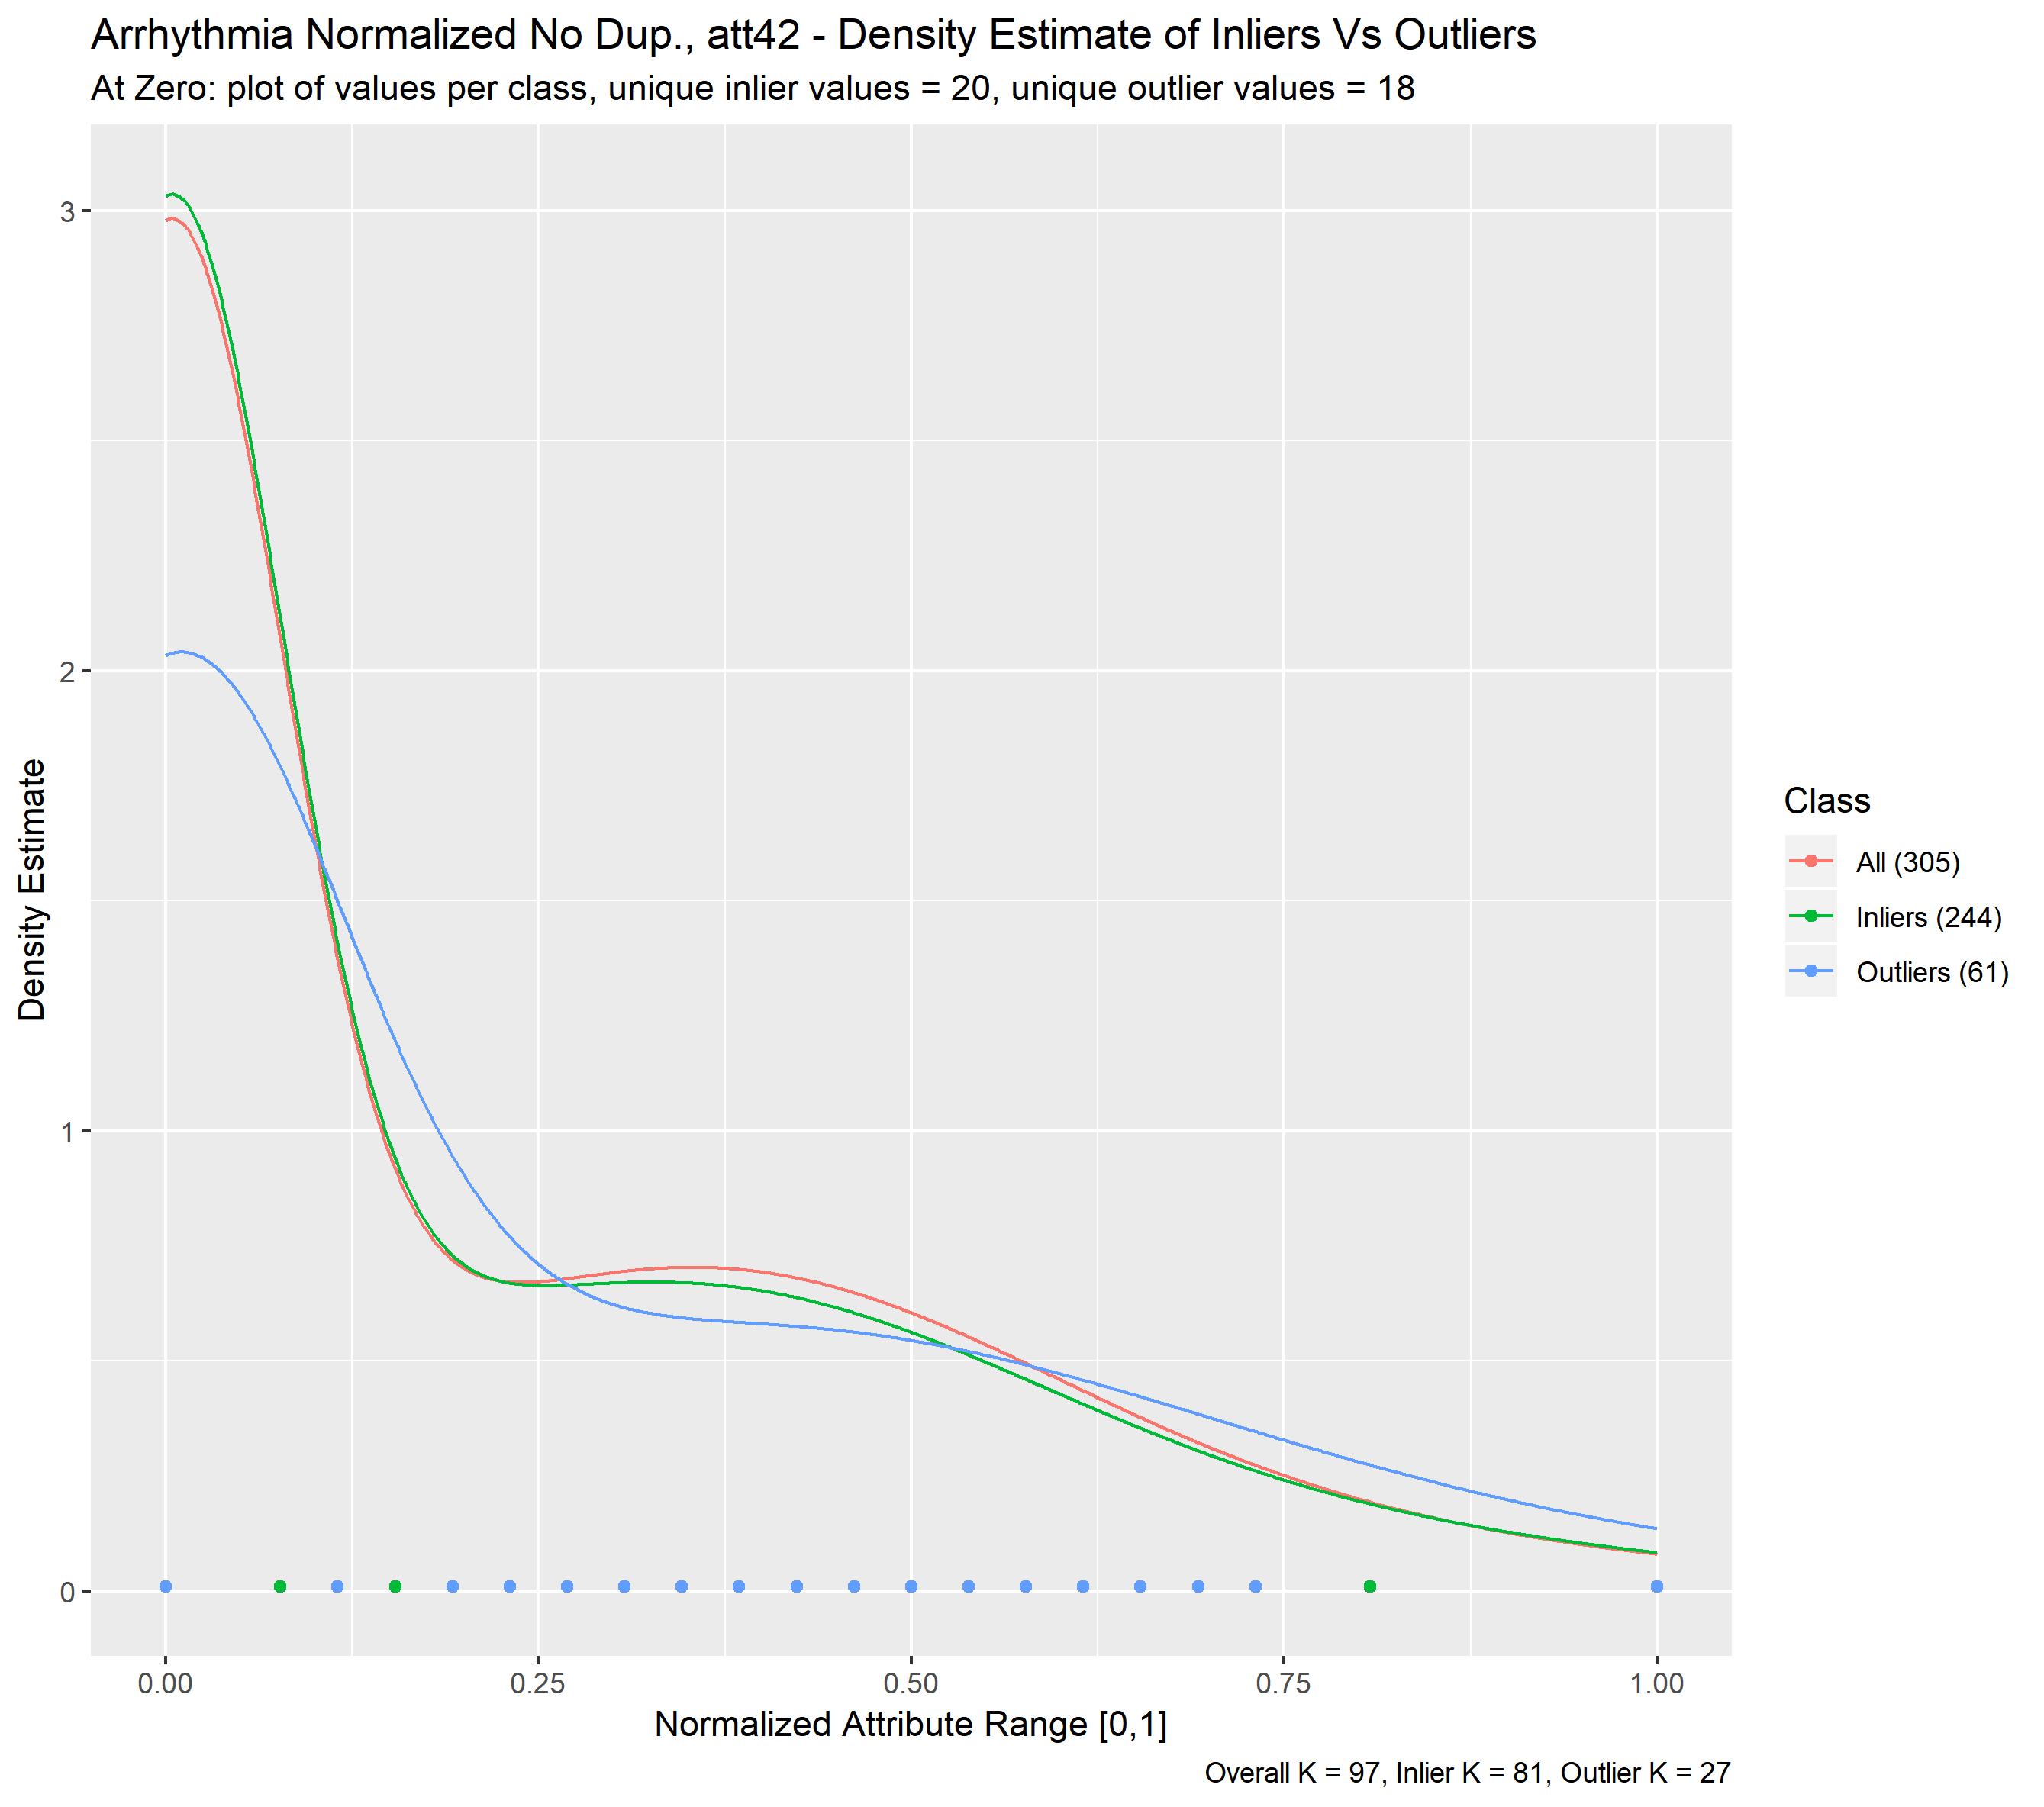 Arrhythmia Normalized No Dup., att42 - Density Estimate of Inliers Vs Outliers
At Zero: plot of values per class, unique inlier values = 20, unique outlier values = 18
3
2
1
0
Density Estimate
0.00 0.25 0.50 0.75 1.00
Normalized Attribute Range [0,1]
Overall K = 97, Inlier K = 81, Outlier K = 27
Class
All (305)
Inliers (244)
Outliers (61)